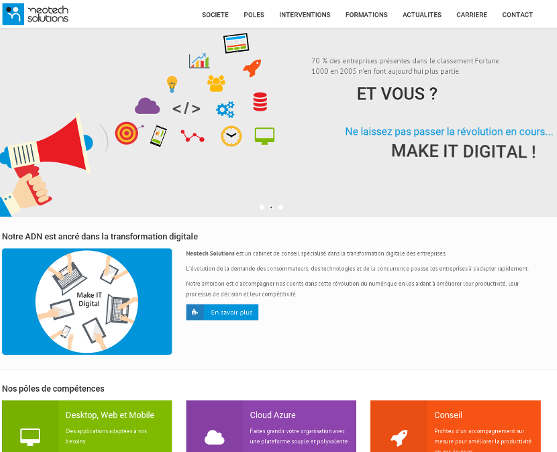 neotech
solutions
SOCIETE POLES INTERVENTIONS FORMATIONS ACTUALITES CARRIERE CONTACT
70 % des entreprises présentes dans le classement Fortune
1000 en 2005 n'en font aujourd'hui plus partie.
ET VOUS ?
Ne laissez pas passer la révolution en cours...
MAKE IT DIGITAL !
</>
Notre ADN est ancré dans la transformation digitale
Make IT
Digital
Neotech Solutions est un cabinet de conseil spécialisé dans la transformation digitale des entreprises.
L'évolution de la demande des consommateurs, des technologies et de la concurrence pousse les entreprises à s'adapter rapidement.
Notre ambition est d'accompagner nos clients dans cette révolution du numérique en les aidant à améliorer leur productivité, leur
processus de décision et leur compétitivité.
En savoir plus
Nos pôles de compétences
Desktop, Web et Mobile
Des applications adaptées à vos
besoins
Cloud Azure
Faites grandir votre organisation avec
une plateforme souple et polyvalente
Conseil
Profitez d'un accompagnement sur
mesure pour améliorer la productivité